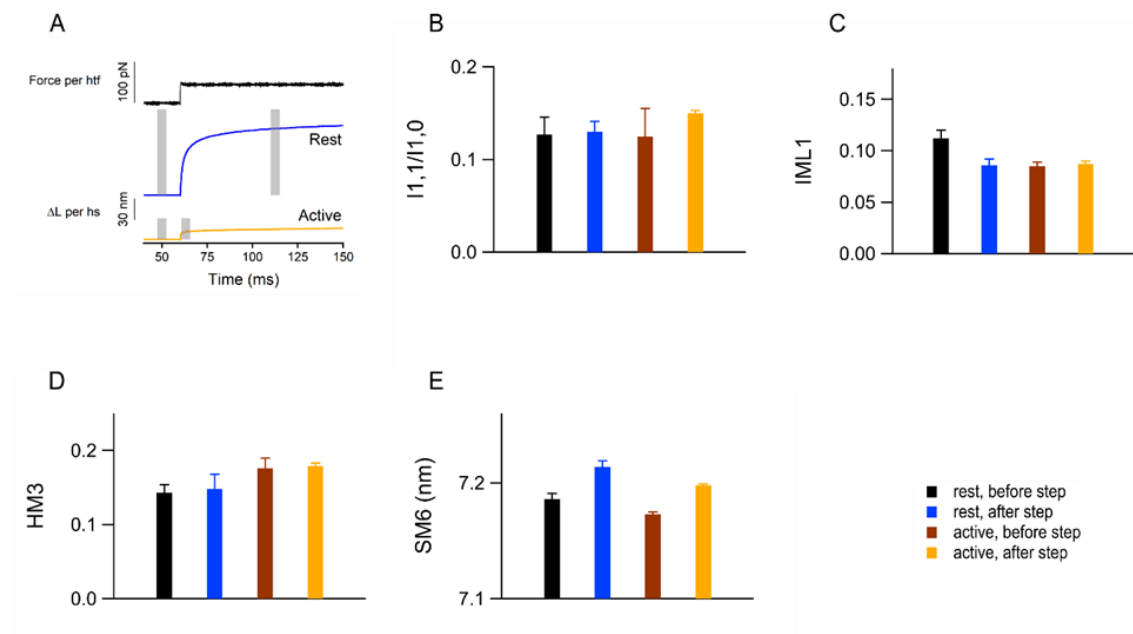 A
Force per htf
100 pN
Rest
ΔL per hs
30 nm
Active
50 75 100 125 150
Time (ms)
B
I1,1/I1,0
0.2
0.1
0.0
C
IML1
0.15
0.10
0.05
0.00
D
HM3
0.2
0.1
0.0
E
SM6 (nm)
7.2
7.1
rest, before step
rest, after step
active, before step
active, after step